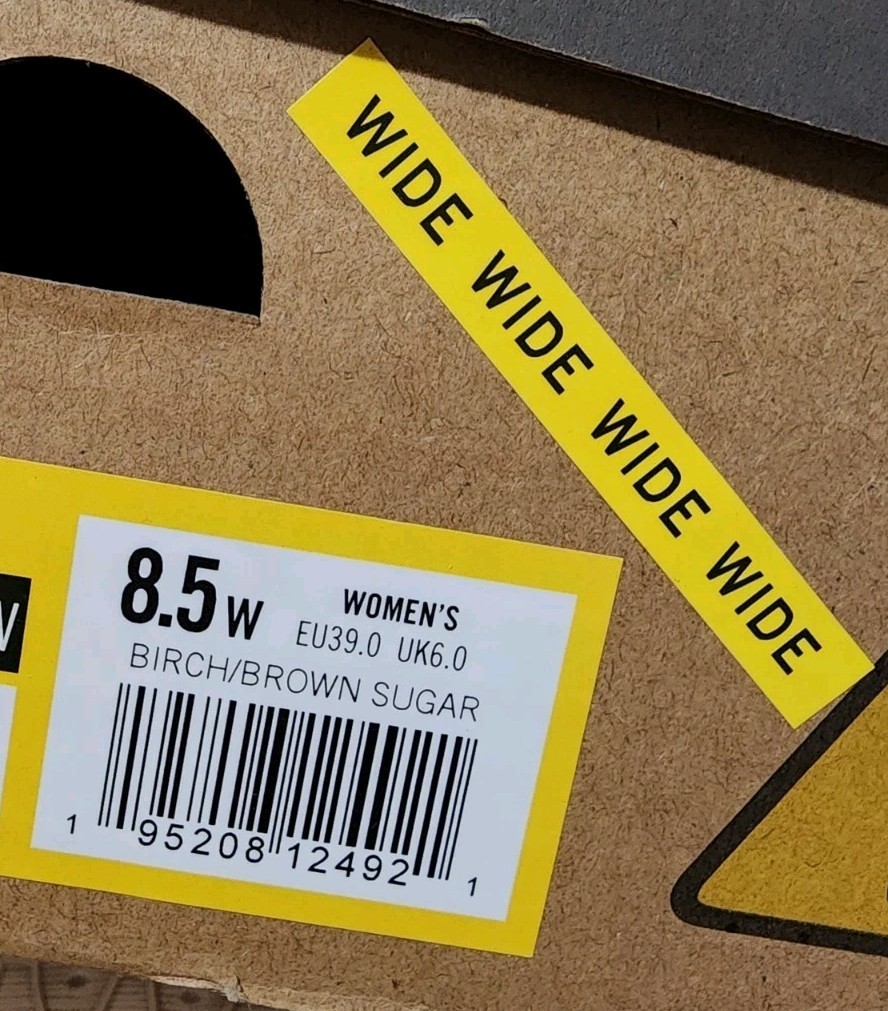 WIDE WIDE WIDE WIDE
8.5 W
WOMEN'S
EU39.0 UK6.0
BIRCH/BROWN SUGAR
1 95208 12492 1